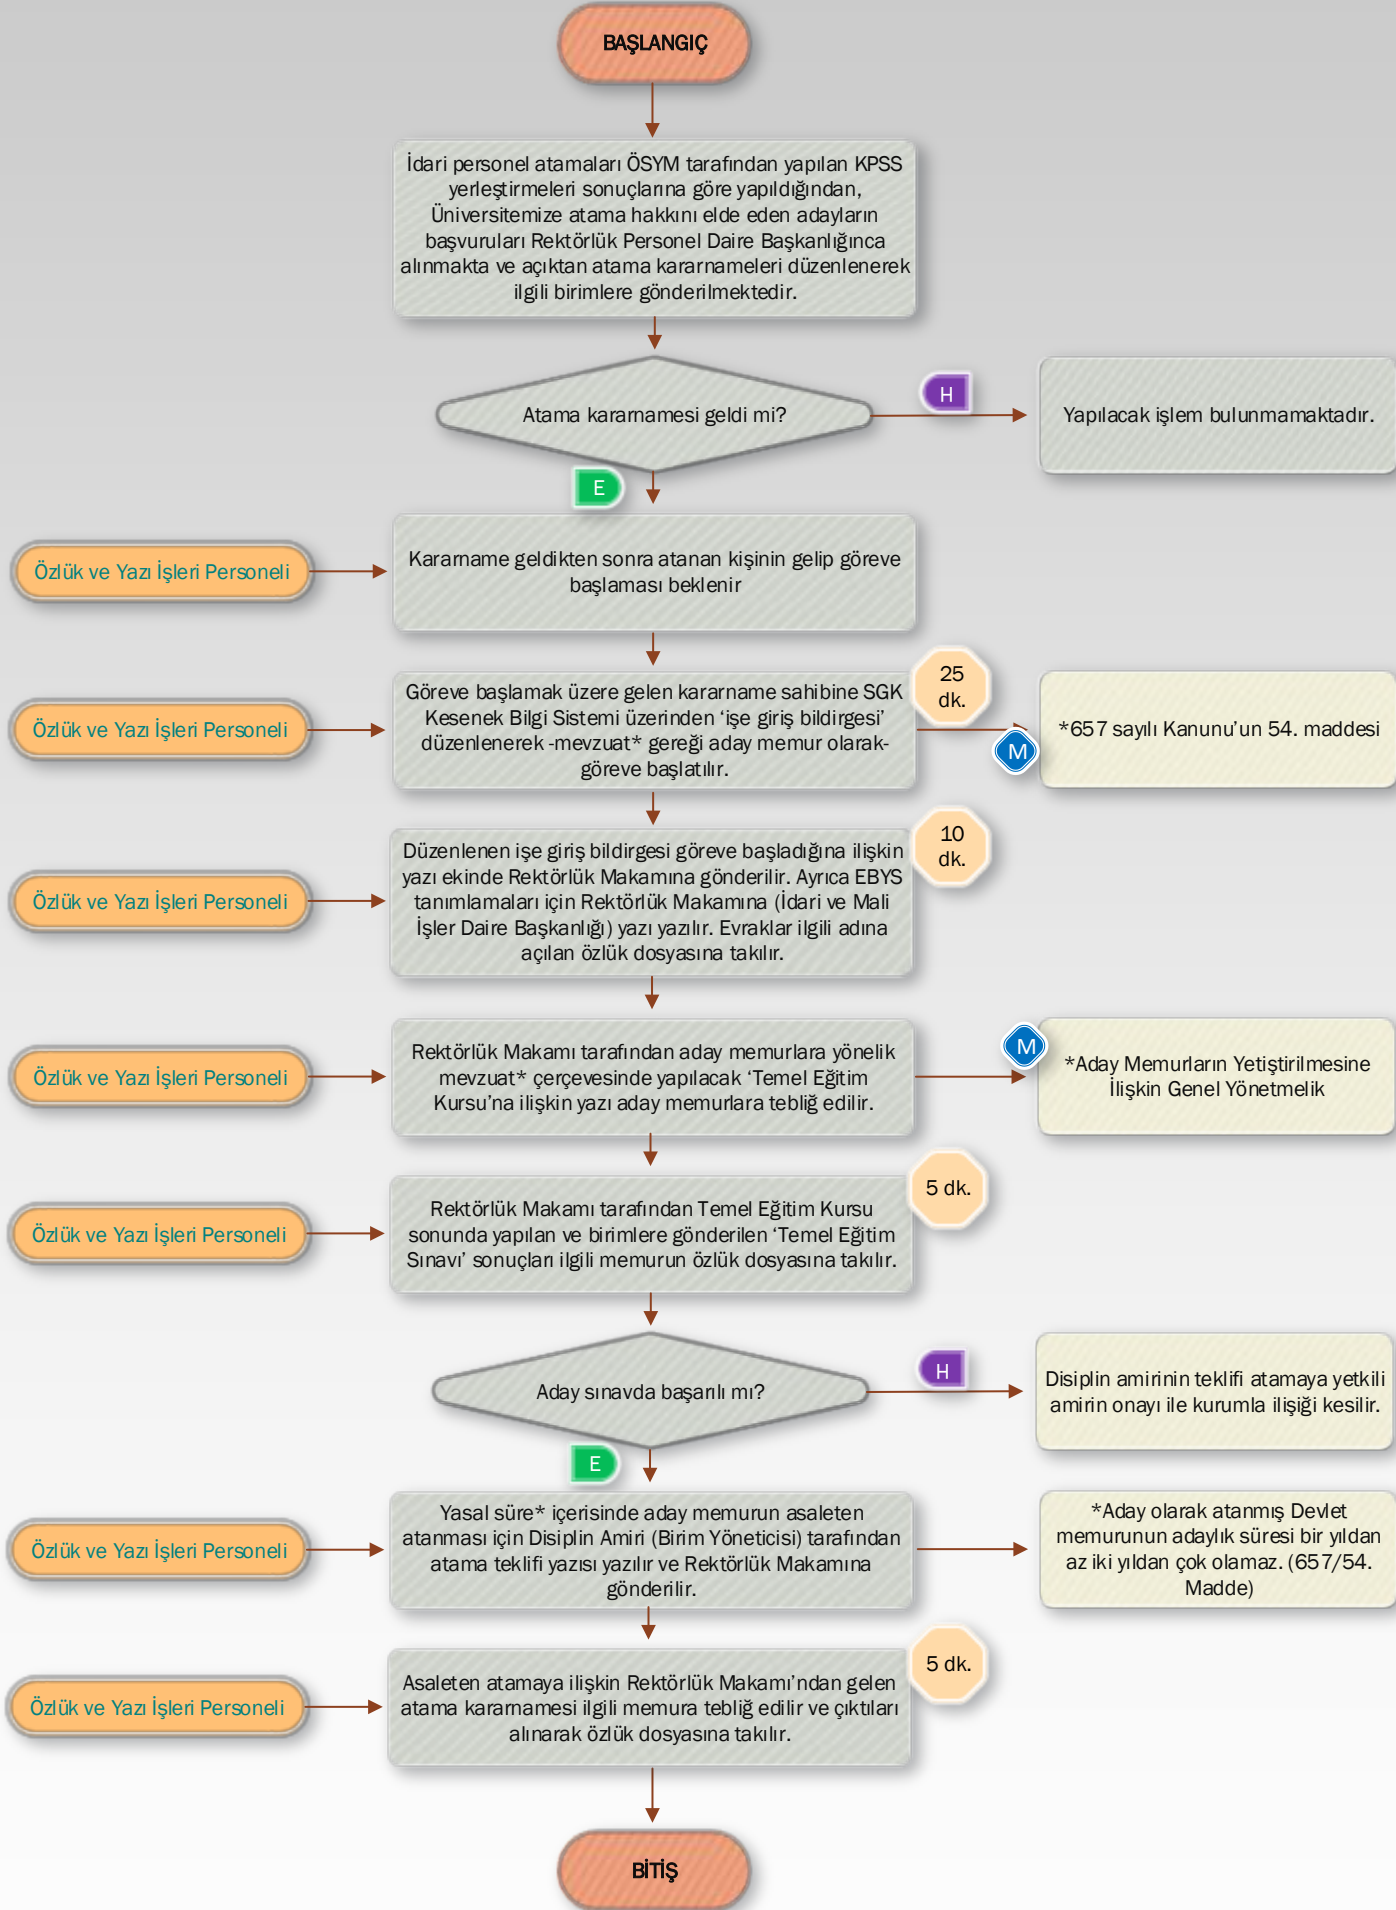 BAŞLANGIÇ
İdari personel atamaları ÖSYM tarafından yapılan KPSS
yerleştirmeleri sonuçlarına göre yapıldığından,
Üniversitemize atama hakkını elde eden adayların
başvuruları Rektörlük Personel Daire Başkanlığınca
alınmakta ve açıktan atama kararnameleri düzenlenerek
ilgili birimlere gönderilmektedir.
Atama kararnamesi geldi mi?
H
Yapılacak işlem bulunmamaktadır.
E
Özlük ve Yazı İşleri Personeli
Kararname geldikten sonra atanan kişinin gelip göreve
başlaması beklenir
Özlük ve Yazı İşleri Personeli
Göreve başlamak üzere gelen kararname sahibine SGK
Kesenek Bilgi Sistemi üzerinden ‘işe giriş bildirgesi’
düzenlenerek -mevzuat* gereği aday memur olarak-
göreve başlatılır.
25
dk.
M
*657 sayılı Kanunu’un 54. maddesi
Özlük ve Yazı İşleri Personeli
Düzenlenen işe giriş bildirgesi göreve başladığına ilişkin
yazı ekinde Rektörlük Makamına gönderilir. Ayrıca EBYS
tanımlamaları için Rektörlük Makamına (İdari ve Mali
İşler Daire Başkanlığı) yazı yazılır. Evraklar ilgili adına
açılan özlük dosyasına takılır.
10
dk.
Özlük ve Yazı İşleri Personeli
Rektörlük Makamı tarafından aday memurlara yönelik
mevzuat* çerçevesinde yapılacak ‘Temel Eğitim
Kursu’na ilişkin yazı aday memurlara tebliğ edilir.
M
*Aday Memurların Yetiştirilmesine
İlişkin Genel Yönetmelik
Özlük ve Yazı İşleri Personeli
Rektörlük Makamı tarafından Temel Eğitim Kursu
sonunda yapılan ve birimlere gönderilen ‘Temel Eğitim
Sınavı’ sonuçları ilgili memurun özlük dosyasına takılır.
5 dk.
Aday sınavda başarılı mı?
H
Disiplin amirinin teklifi atamaya yetkili
amirin onayı ile kurumla ilişiği kesilir.
E
Özlük ve Yazı İşleri Personeli
Yasal süre* içerisinde aday memurun asaleten
atanması için Disiplin Amiri (Birim Yöneticisi) tarafından
atama teklifi yazısı yazılır ve Rektörlük Makamına
gönderilir.
*Aday olarak atanmış Devlet
memurunun adaylık süresi bir yıldan
az iki yıldan çok olamaz. (657/54.
Madde)
Özlük ve Yazı İşleri Personeli
Asaleten atamaya ilişkin Rektörlük Makamı’ndan gelen
atama kararnamesi ilgili memura tebliğ edilir ve çıktıları
alınarak özlük dosyasına takılır.
5 dk.
BİTİŞ